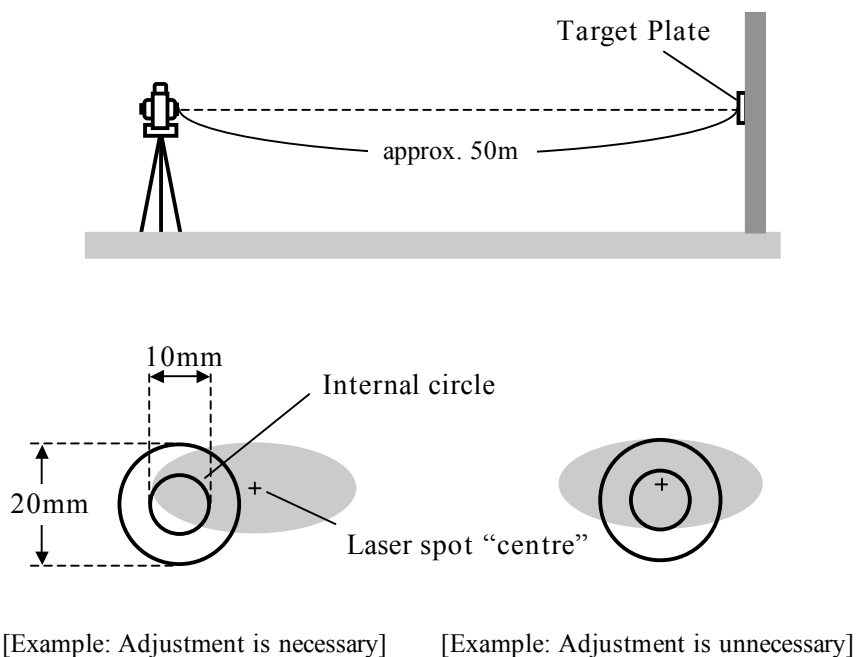 Target Plate
approx. 50m
10mm
Internal circle
20mm
Laser spot “centre”
[Example: Adjustment is necessary]
[Example: Adjustment is unnecessary]